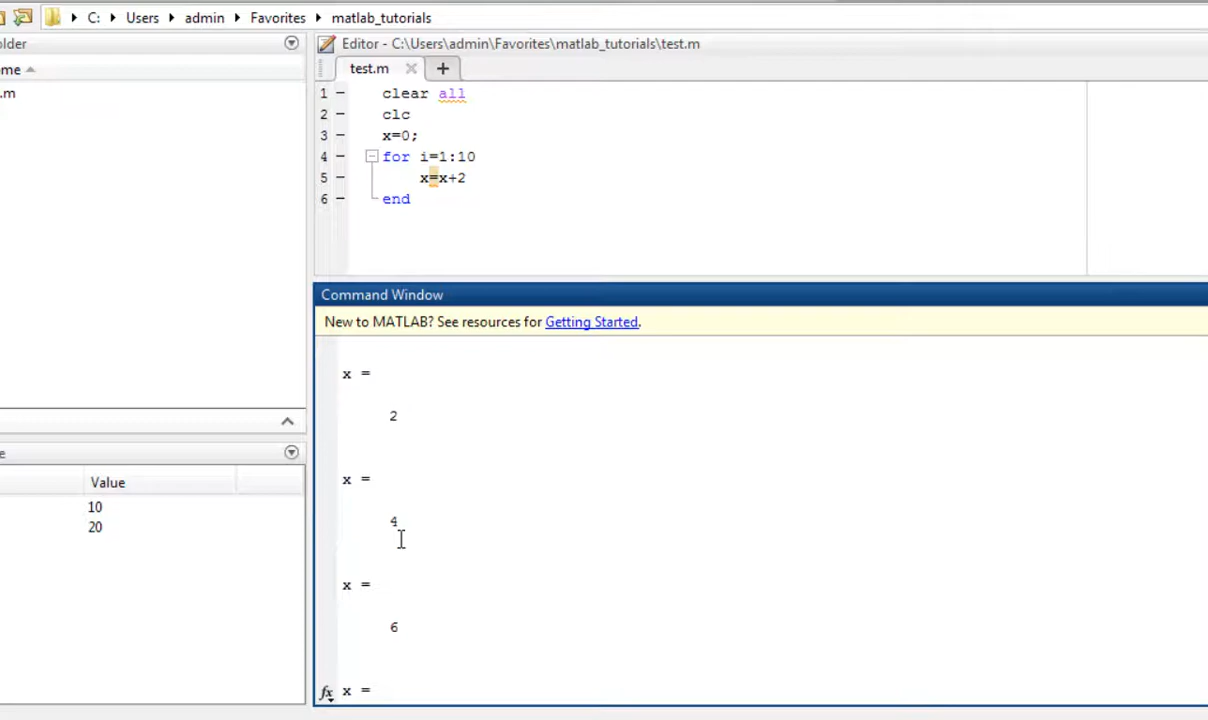 C: Users admin Favorites matlab_tutorials
older
me
.m
Editor - C:\Users\admin\Favorites\matlab_tutorials\test.m
test.m
1 clear all
2 clc
3 x=0;
4 for i=1:10
5 x=x+2
6 end
Command Window
New to MATLAB? See resources for Getting Started.
x =
2
x =
4
x =
6
fx x =
e
Value
10
20